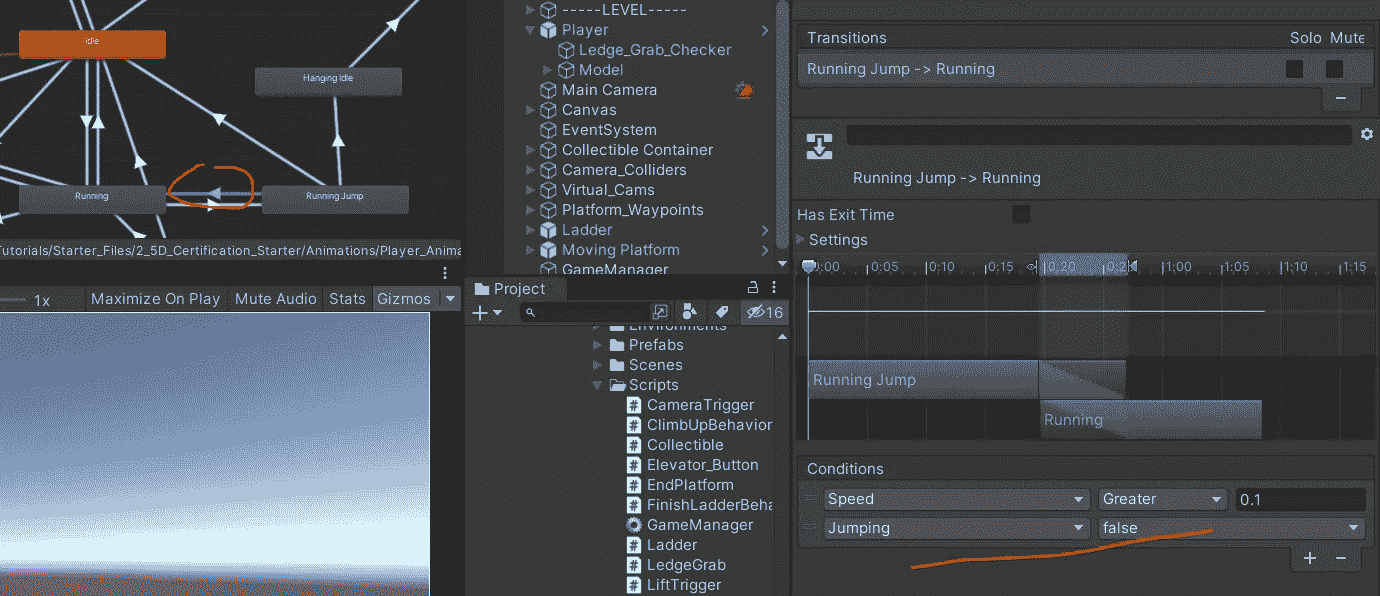 Idle
Hanging Idle
Running
Running Jump
Tutorials/Starter_Files/2_5D_Certification_Starter/Animations/Player_Anima
1x
Maximize On Play
Mute Audio
Stats
Gizmos
-----LEVEL-----
Player
Ledge_Grab_Checker
Model
Main Camera
Canvas
EventSystem
Collectible Container
Camera_Colliders
Virtual_Cams
Platform_Waypoints
Ladder
Moving Platform
GameManager
Project
16
Environments
Prefabs
Scenes
Scripts
CameraTrigger
ClimbUpBehavior
Collectible
Elevator_Button
EndPlatform
FinishLadderBeha
GameManager
Ladder
LedgeGrab
LiftTrigger
Transitions Solo Mute
Running Jump -> Running
Running Jump -> Running
Has Exit Time
Settings
0:00 0:05 0:10 0:15 0:20 0:2 1:00 1:05 1:10 1:15
Running Jump
Running
Conditions
Speed Greater 0.1
Jumping false